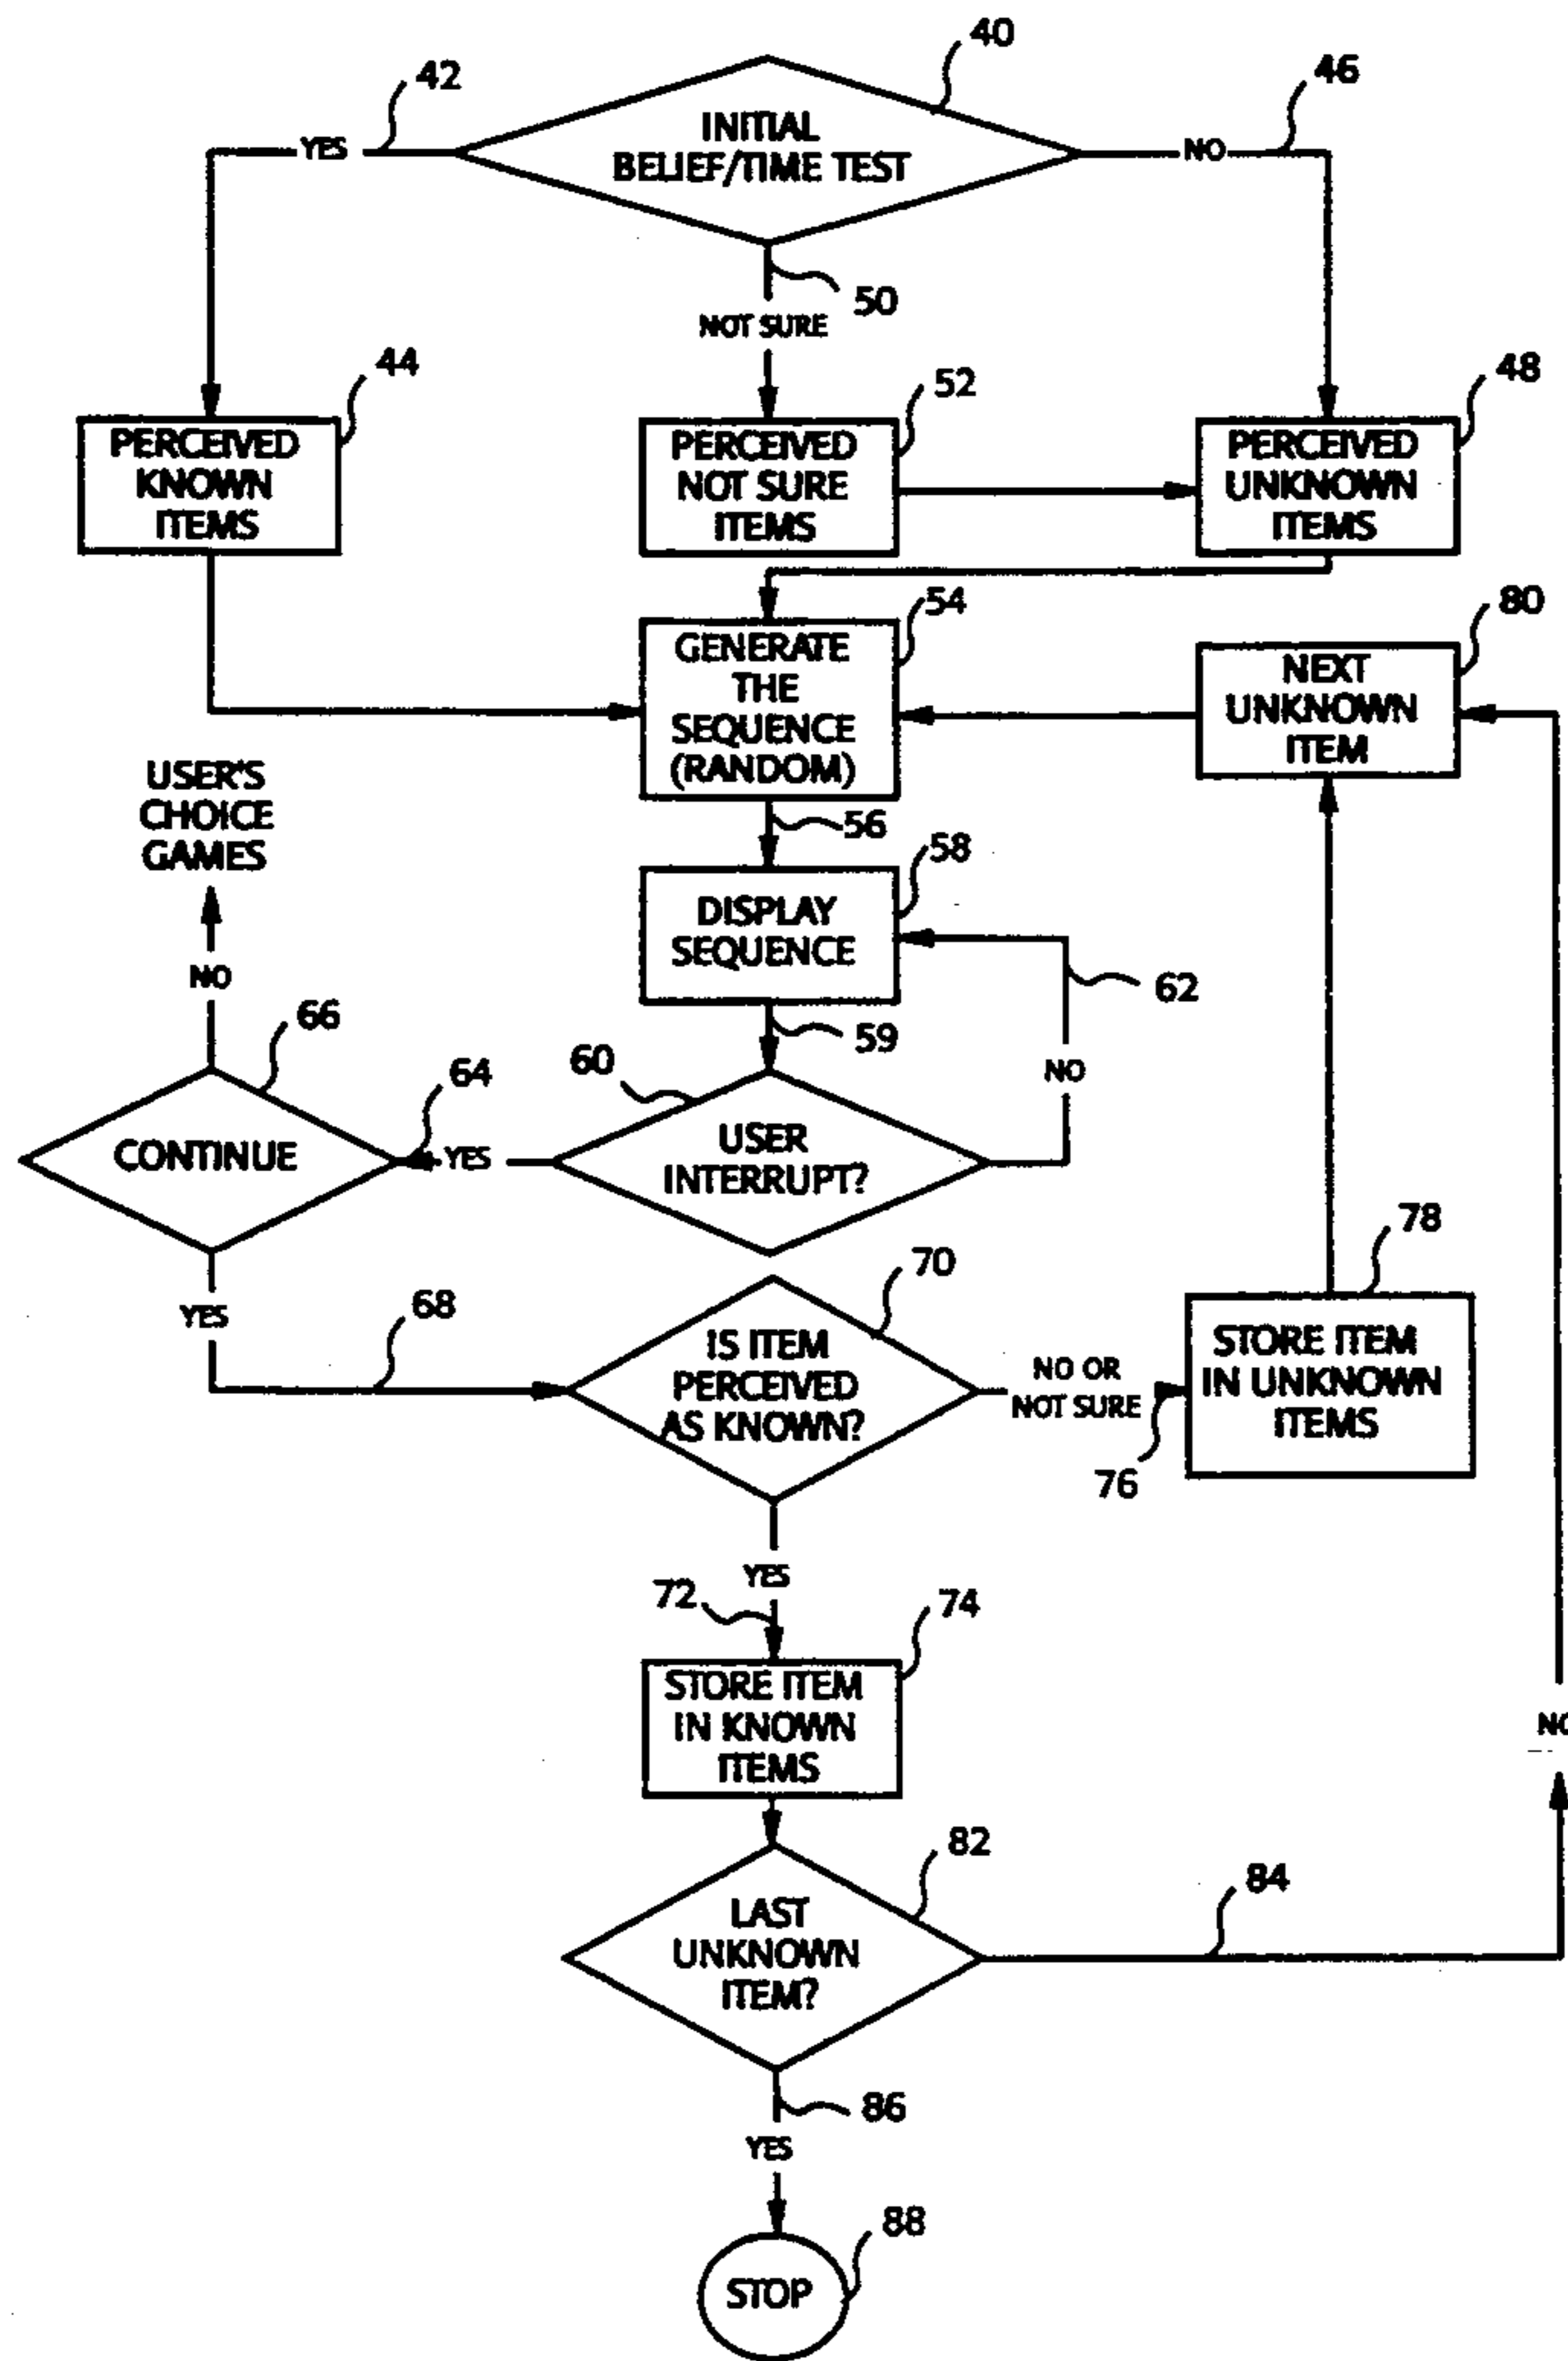 40
42
46
YES
INITIAL
BELIEF/TIME TEST
NO
50
NOT SURE
44
52
48
PERCEIVED
KNOWN
ITEMS
PERCEIVED
NOT SURE
ITEMS
PERCEIVED
UNKNOWN
ITEMS
54
80
GENERATE
THE
SEQUENCE
(RANDOM)
NEXT
UNKNOWN
ITEM
USER'S
CHOICE
GAMES
56
58
DISPLAY
SEQUENCE
NO
62
66
59
60
64
NO
CONTINUE
YES
USER
INTERRUPT?
78
70
YES
68
IS ITEM
PERCEIVED
AS KNOWN?
NO OR
NOT SURE
STORE ITEM
IN UNKNOWN
ITEMS
76
YES
72
74
STORE ITEM
IN KNOWN
ITEMS
NO
82
84
LAST
UNKNOWN
ITEM?
86
YES
88
STOP